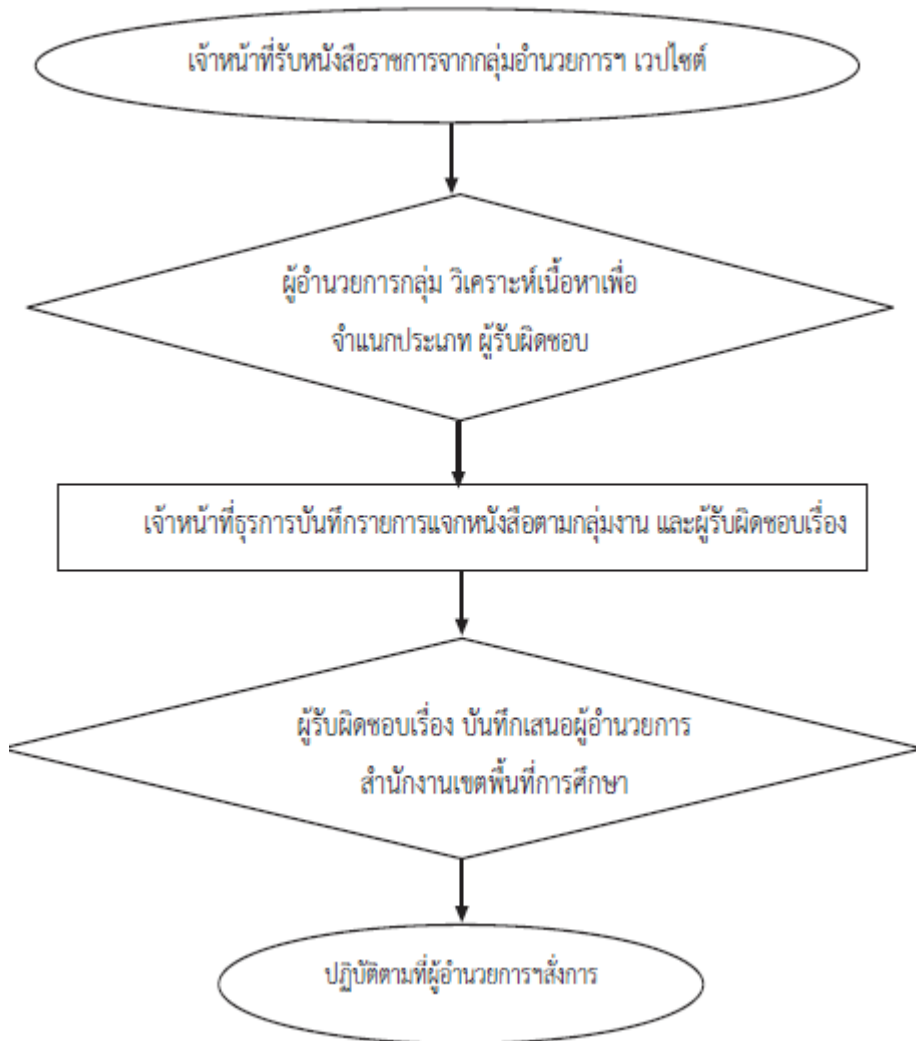 เจ้าหน้าที่รับหนังสือราชการจากกลุ่มอำนวยการฯ เวปไซต์
ผู้อำนวยการกลุ่ม วิเคราะห์เนื้อหาเพื่อ
จำแนกประเภท ผู้รับผิดชอบ
เจ้าหน้าที่ธุรการบันทึกรายการแจกหนังสือตามกลุ่มงาน และผู้รับผิดชอบเรื่อง
ผู้รับผิดชอบเรื่อง บันทึกเสนอผู้อำนวยการ
สำนักงานเขตพื้นที่การศึกษา
ปฏิบัติตามที่ผู้อำนวยการฯสั่งการ